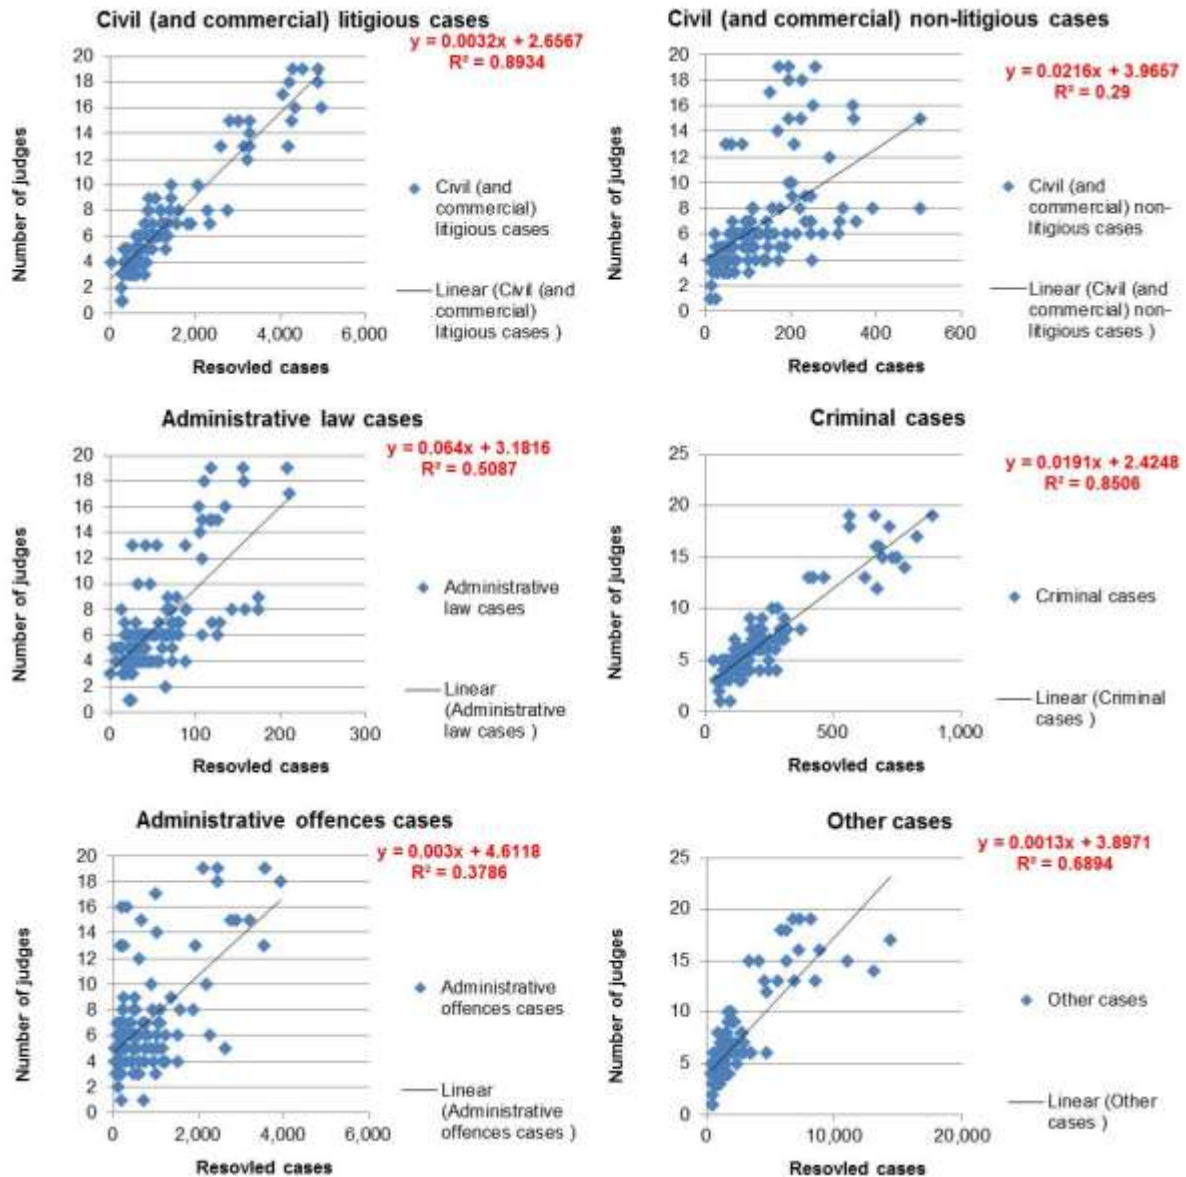 Civil (and commercial) litigious cases
y = 0.0032x + 2.6567
R² = 0.8934
20
18
16
14
12
10
8
6
4
2
0
Number of judges
Civil (and
commercial)
litigious cases
Linear (Civil (and
commercial)
litigious cases )
0 2,000 4,000 6,000
Resovled cases
Civil (and commercial) non-litigious cases
y = 0.0216x + 3.9657
R² = 0.29
20
18
16
14
12
10
8
6
4
2
0
Number of judges
Civil (and
commercial) non-
litigious cases
Linear (Civil (and
commercial) non-
litigious cases )
0 200 400 600
Resovled cases
Administrative law cases
y = 0.064x + 3.1816
R² = 0.5087
20
18
16
14
12
10
8
6
4
2
0
Number of judges
Administrative
law cases
Linear
(Administrative
law cases )
0 100 200 300
Resovled cases
Criminal cases
y = 0.0191x + 2.4248
R² = 0.8506
25
20
15
10
5
0
Number of judges
Criminal cases
Linear (Criminal
cases )
0 500 1,000
Resovled cases
Administrative offences cases
y = 0.003x + 4.6118
R² = 0.3786
20
18
16
14
12
10
8
6
4
2
0
Number of judges
Administrative
offences cases
Linear
(Administrative
offences cases )
0 2,000 4,000 6,000
Resovled cases
Other cases
y = 0.0013x + 3.8971
R² = 0.6894
25
20
15
10
5
0
Number of judges
Other cases
Linear (Other
cases )
0 10,000 20,000
Resovled cases